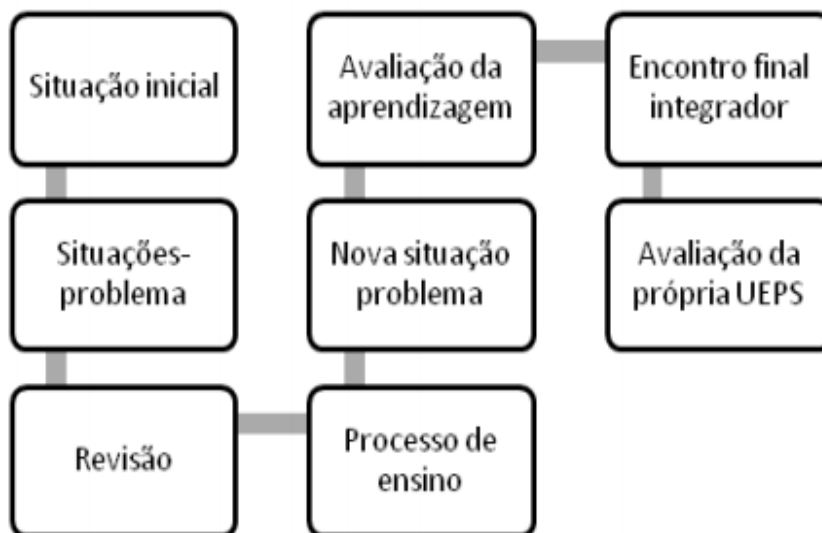 Situação inicial
Situações-
problema
Revisão
Processo de
ensino
Nova situação
problema
Avaliação da
aprendizagem
Encontro final
integrador
Avaliação da
própria UEPS